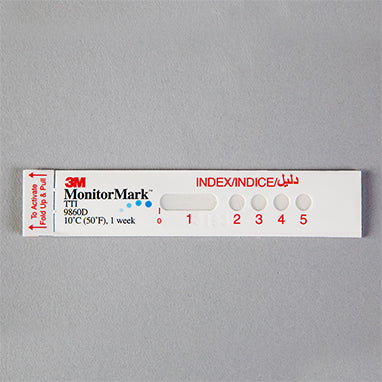 To Activate
Fold Up & Pull
3M
MonitorMark™
TTI
9860D
10˚C (50˚F), 1 week
INDEX/INDICE/دليل
0 1 2 3 4 5